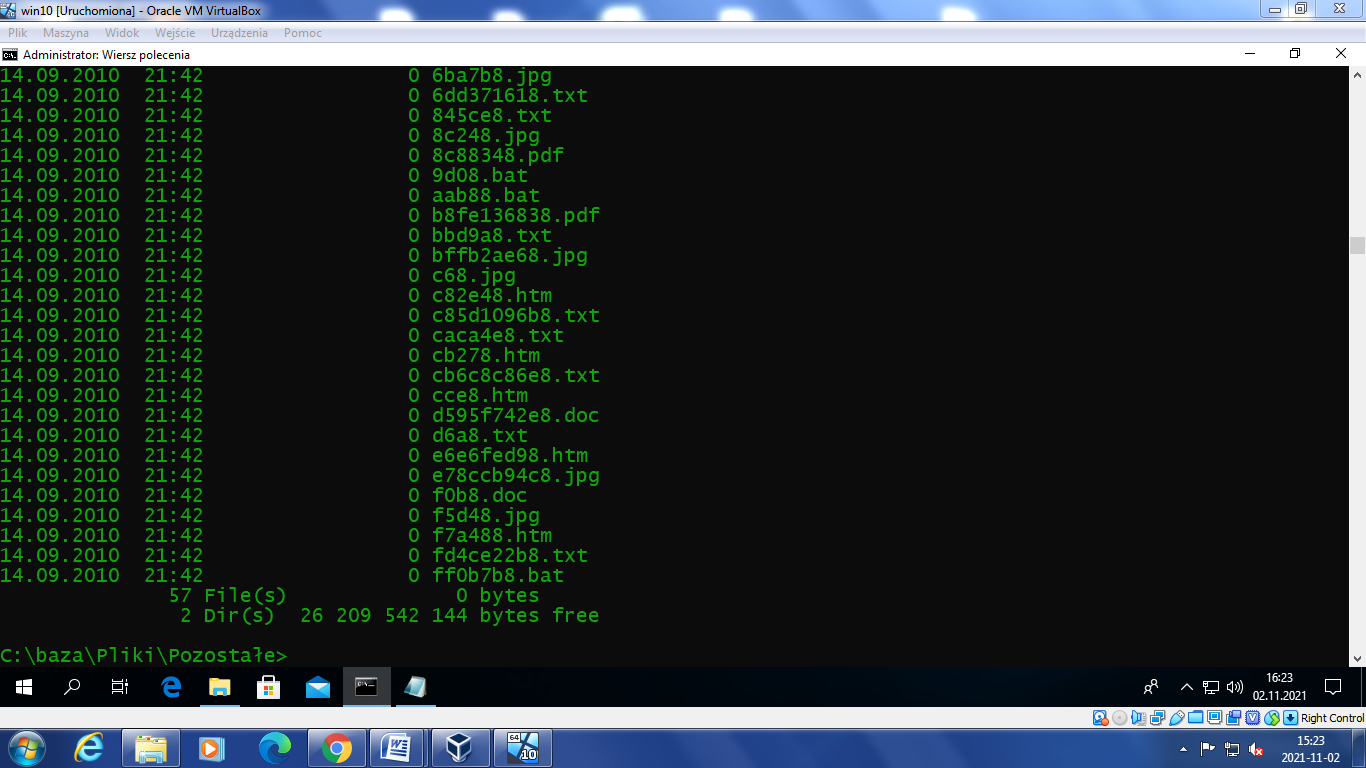 win10 [Uruchomiona] - Oracle VM VirtualBox
Plik Maszyna Widok Wejście Urządzenia Pomoc
Administrator: Wiersz polecenia
14.09.2010 21:42 0 6ba7b8.jpg
14.09.2010 21:42 0 6dd371618.txt
14.09.2010 21:42 0 845ce8.txt
14.09.2010 21:42 0 8c248.jpg
14.09.2010 21:42 0 8c88348.pdf
14.09.2010 21:42 0 9d08.bat
14.09.2010 21:42 0 aab88.bat
14.09.2010 21:42 0 b8fe136838.pdf
14.09.2010 21:42 0 bbd9a8.txt
14.09.2010 21:42 0 bffb2ae68.jpg
14.09.2010 21:42 0 c68.jpg
14.09.2010 21:42 0 c82e48.htm
14.09.2010 21:42 0 c85d1096b8.txt
14.09.2010 21:42 0 caca4e8.txt
14.09.2010 21:42 0 cb278.htm
14.09.2010 21:42 0 cb6c8c86e8.txt
14.09.2010 21:42 0 cce8.htm
14.09.2010 21:42 0 d595f742e8.doc
14.09.2010 21:42 0 d6a8.txt
14.09.2010 21:42 0 e6e6fed98.htm
14.09.2010 21:42 0 e78ccb94c8.jpg
14.09.2010 21:42 0 f0b8.doc
14.09.2010 21:42 0 f5d48.jpg
14.09.2010 21:42 0 f7a488.htm
14.09.2010 21:42 0 fd4ce22b8.txt
14.09.2010 21:42 0 ff0b7b8.bat
57 File(s) 0 bytes
2 Dir(s) 26 209 542 144 bytes free
C:\baza\Pliki\Pozostałe>
16:23
02.11.2021
Right Control
64
10
15:23
2021-11-02